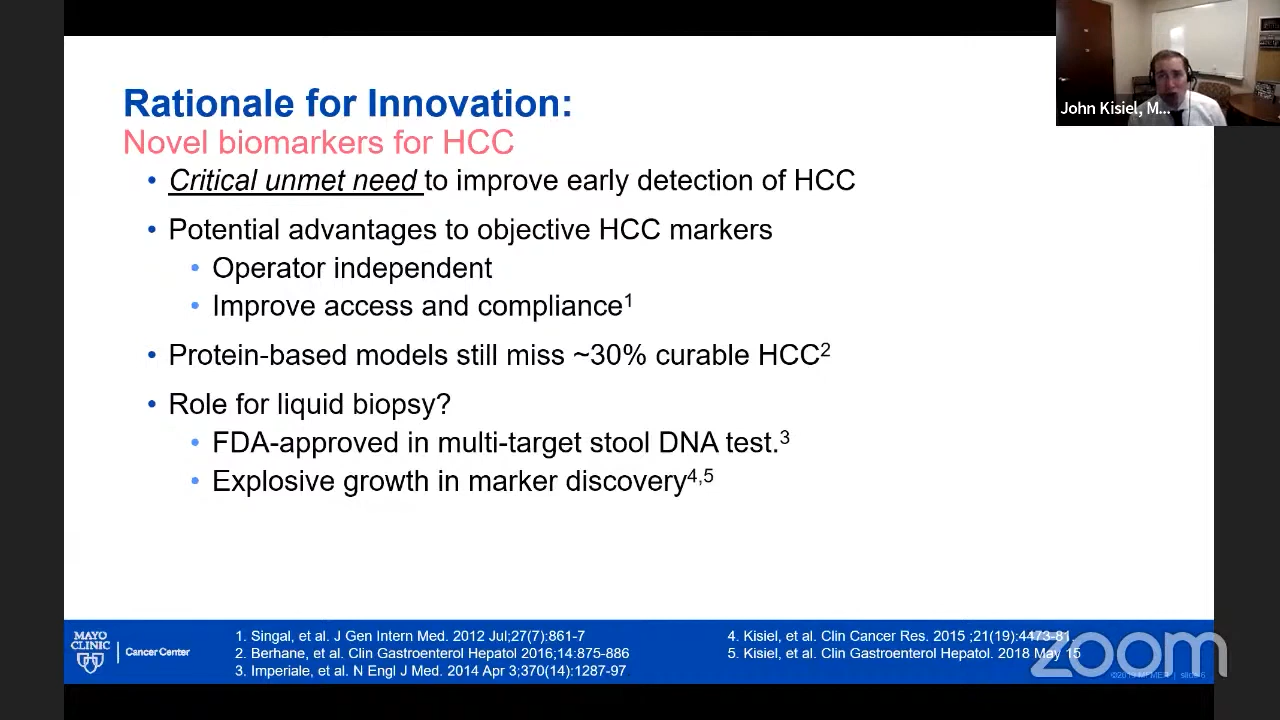 Rationale for Innovation:
Novel biomarkers for HCC
• Critical unmet need to improve early detection of HCC
• Potential advantages to objective HCC markers
• Operator independent
• Improve access and compliance1
• Protein-based models still miss ~30% curable HCC2
• Role for liquid biopsy?
• FDA-approved in multi-target stool DNA test.3
• Explosive growth in marker discovery4,5
John Kisiel, M...
MAYO
CLINIC
Cancer Center
1. Singal, et al. J Gen Intern Med. 2012 Jul;27(7):861-7
2. Berhane, et al. Clin Gastroenterol Hepatol 2016;14:875-886
3. Imperiale, et al. N Engl J Med. 2014 Apr 3;370(14):1287-97
4. Kisiel, et al. Clin Cancer Res. 2015 ;21(19):4473-81
5. Kisiel, et al. Clin Gastroenterol Hepatol. 2018 May 15
zoom